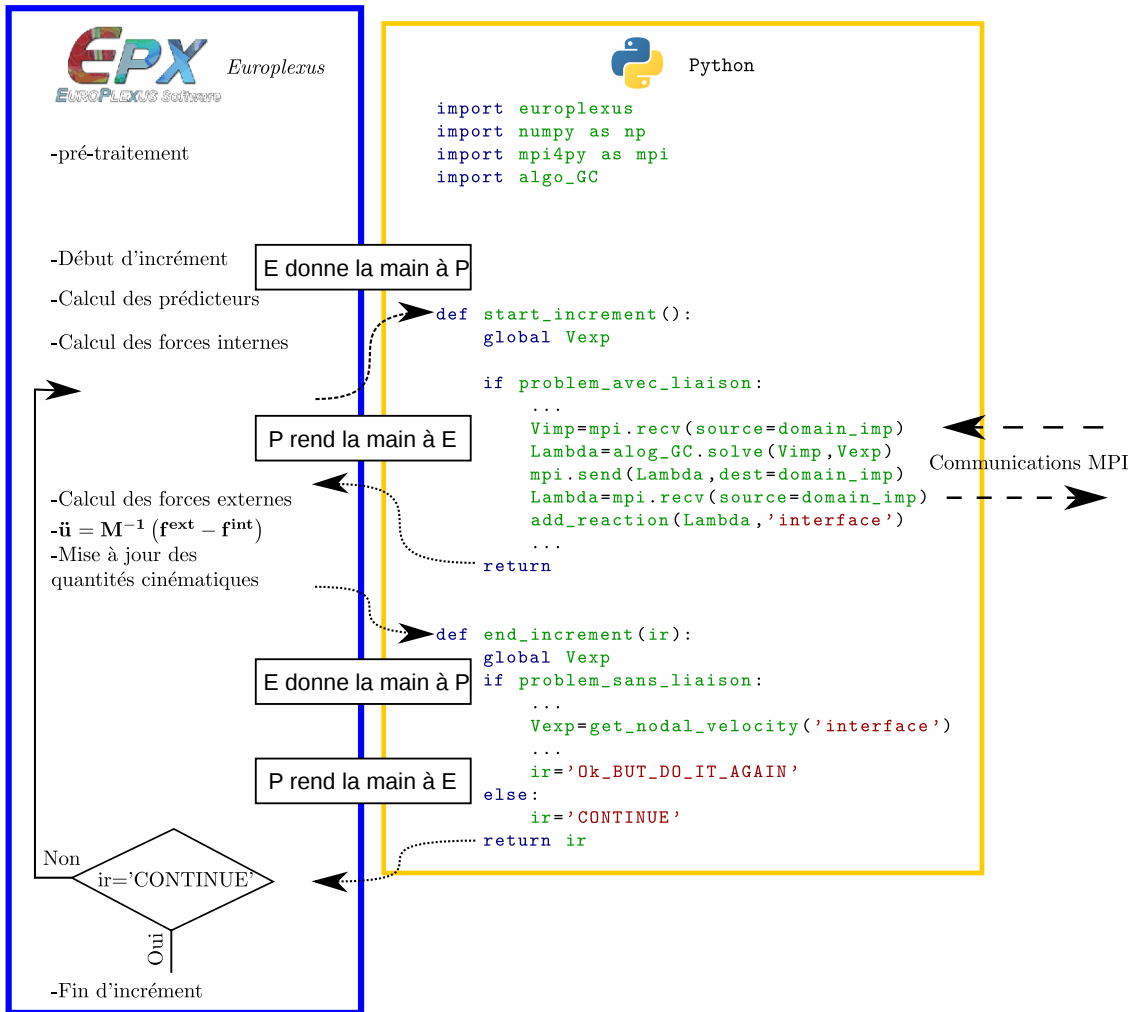 EPX
EUROPLEXUS Software
Europlexus
-pré-traitement
-Début d'incrément
-Calcul des prédicteurs
-Calcul des forces internes
E donne la main à P
P rend la main à E
-Calcul des forces externes
-ü = M⁻¹ (fᵉˣᵗ − fⁱⁿᵗ)
-Mise à jour des
quantités cinématiques
E donne la main à P
P rend la main à E
Non
ir='CONTINUE'
Oui
-Fin d'incrément
Python
import europlexus
import numpy as np
import mpi4py as mpi
import algo_GC
def start_increment():
global Vexp
if problem_avec_liaison:
...
Vimp=mpi.recv(source=domain_imp)
Lambda=alog_GC.solve(Vimp,Vexp)
mpi.send(Lambda,dest=domain_imp)
Lambda=mpi.recv(source=domain_imp)
add_reaction(Lambda,'interface')
...
return
def end_increment(ir):
global Vexp
if problem_sans_liaison:
...
Vexp=get_nodal_velocity('interface')
...
ir='Ok_BUT_DO_IT_AGAIN'
else:
ir='CONTINUE'
return ir
Communications MPI